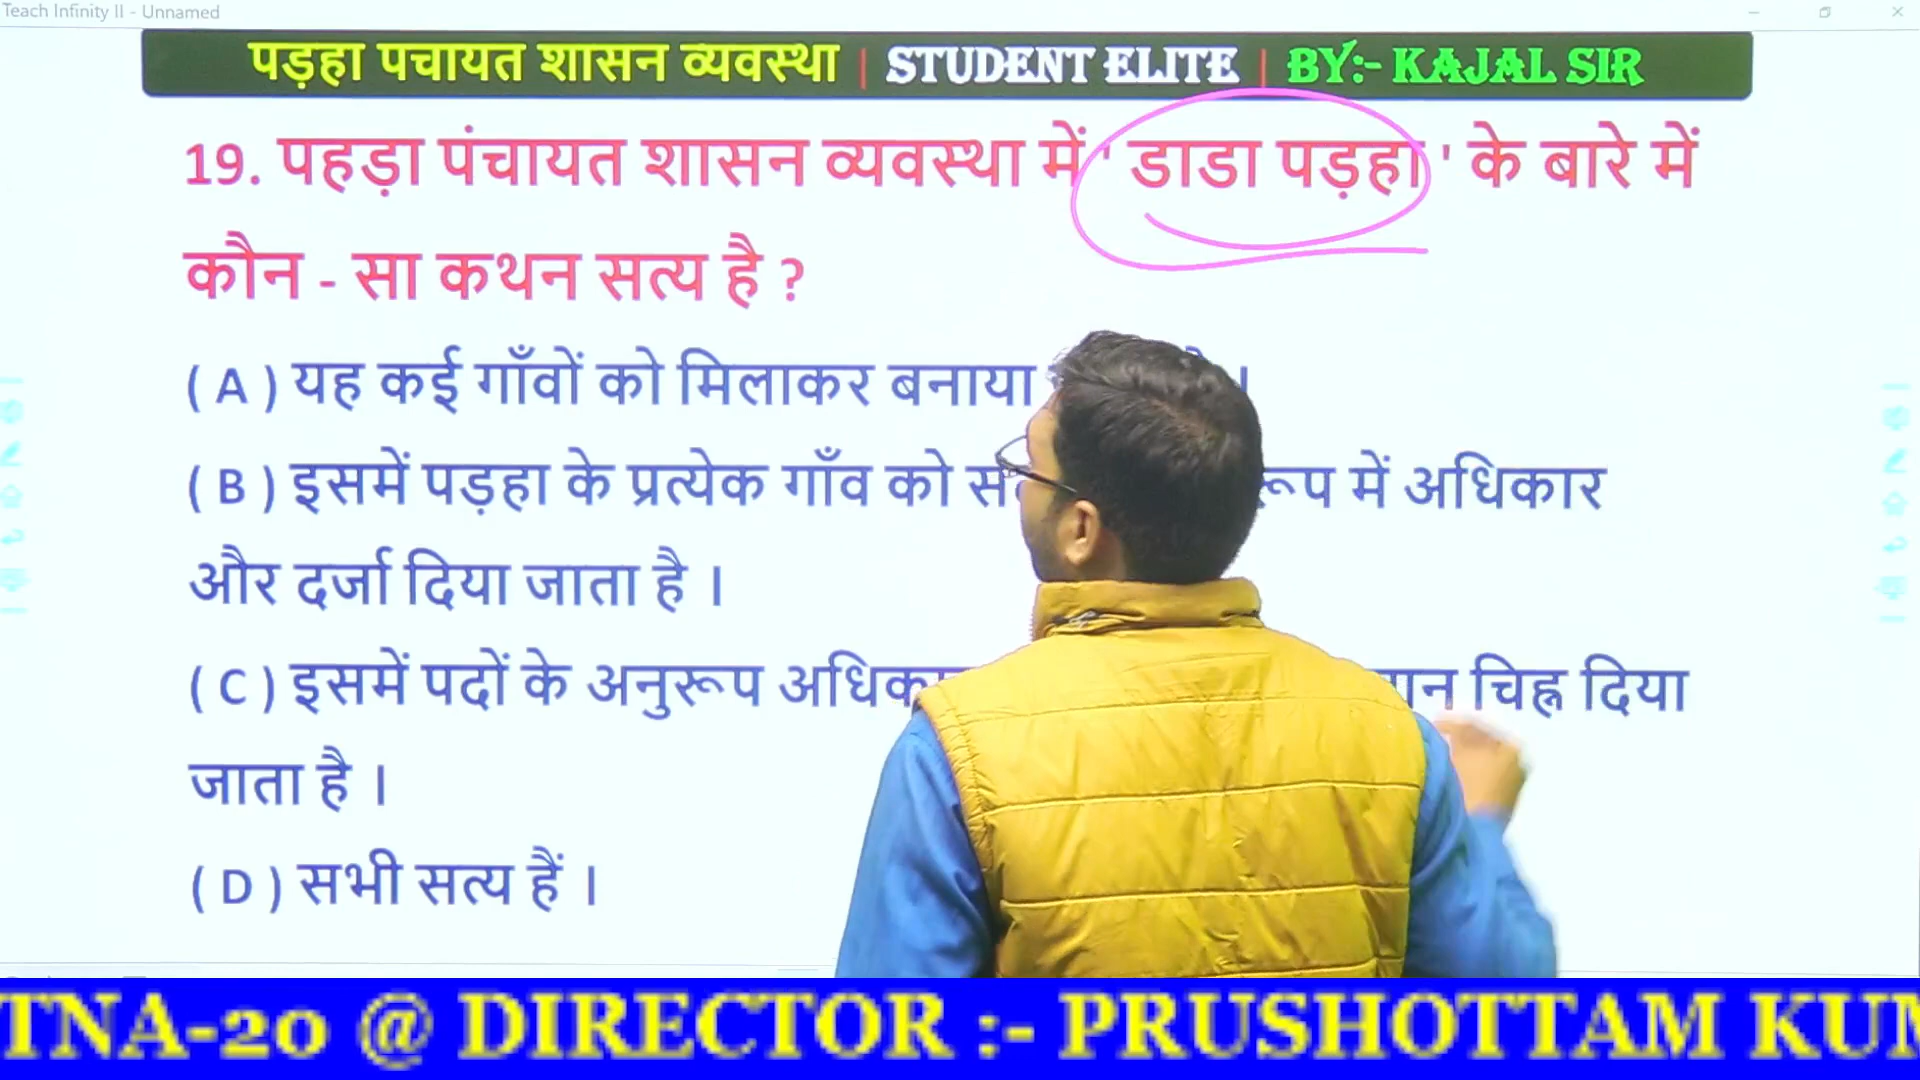 Teach Infinity II - Unnamed
पड़हा पचायत शासन व्यवस्था | STUDENT ELITE | BY:- KAJAL SIR
19. पहड़ा पंचायत शासन व्यवस्था में ' डाडा पड़हा ' के बारे में
कौन - सा कथन सत्य है ?
( A ) यह कई गाँवों को मिलाकर बनाया ।
( B ) इसमें पड़हा के प्रत्येक गाँव को रूप में अधिकार
और दर्जा दिया जाता है ।
( C ) इसमें पदों के अनुरूप चिह्न दिया
जाता है ।
( D ) सभी सत्य हैं ।
TNA-20 @ DIRECTOR :- PRUSHOTTAM